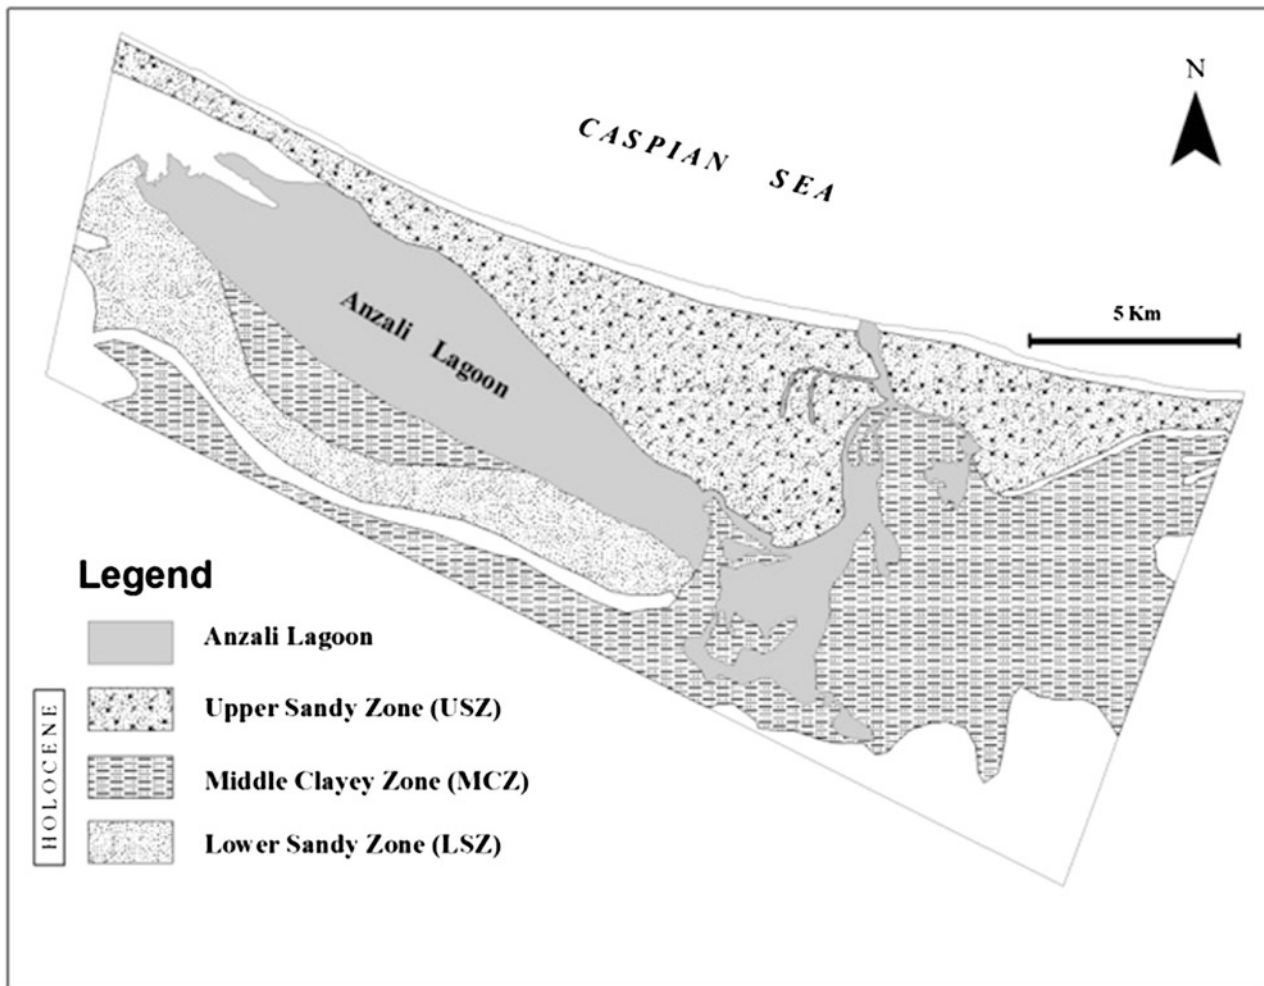 N
CASPIAN SEA
5 Km
Anzali Lagoon
Legend
Anzali Lagoon
Upper Sandy Zone (USZ)
Middle Clayey Zone (MCZ)
Lower Sandy Zone (LSZ)
HOLOCENE